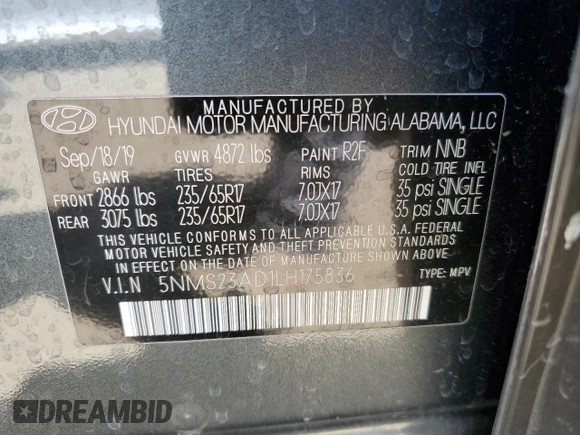 MANUFACTURED BY
HYUNDAI MOTOR MANUFACTURING ALABAMA, LLC
Sep/18/19 GVWR 4872 lbs PAINT R2F TRIM NNB
GAWR TIRES RIMS COLD TIRE INFL
FRONT 2866 lbs 235/65R17 7.0JX17 35 psi SINGLE
REAR 3075 lbs 235/65R17 7.0JX17 35 psi SINGLE
THIS VEHICLE CONFORMS TO ALL APPLICABLE U.S.A. FEDERAL
MOTOR VEHICLE SAFETY AND THEFT PREVENTION STANDARDS
IN EFFECT ON THE DATE OF MANUFACTURE SHOWN ABOVE
V.I.N 5NMS23AD1LH175836 TYPE: MPV
DREAMBID